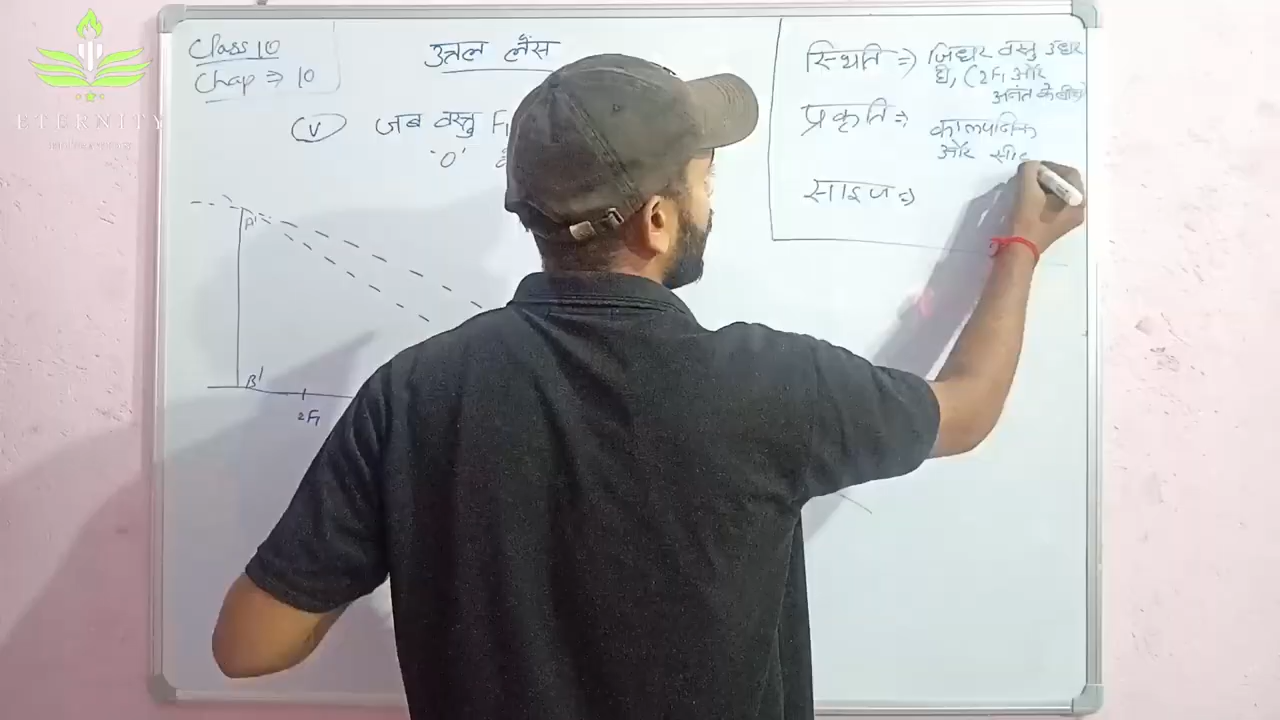 ETERNITY
Class 10
Chap ⇒ 10
उत्तल लेंस
(v) जब वस्तु F₁
'O'
स्थिति ⇒ जिधर वस्तु उधर
ही, (2F₁ और
अनंत के बीच
प्रकृति ⇒ काल्पनिक
और सी
साइज ⇒
A'
B'
2F₁